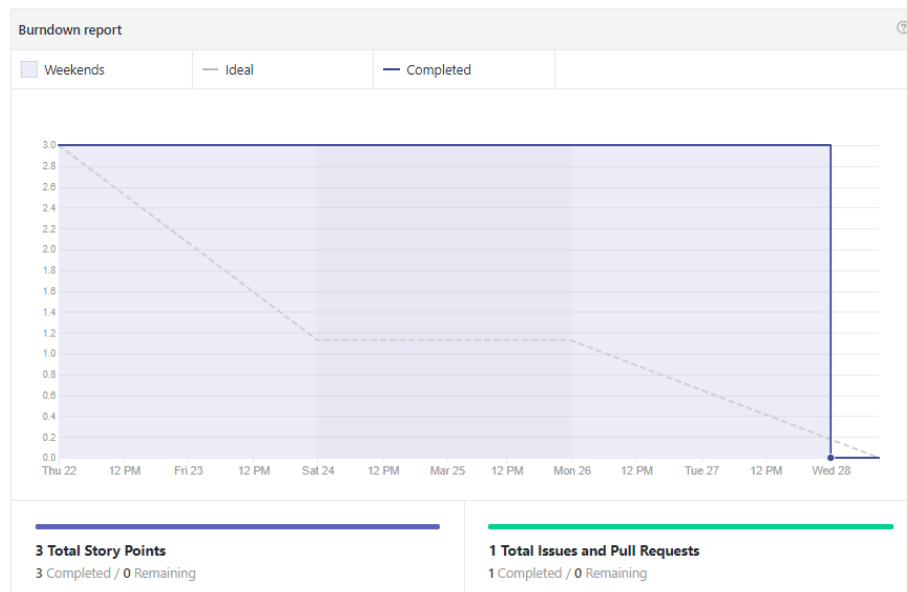 Burndown report
Weekends
Ideal
Completed
3.0
2.8
2.6
2.4
2.2
2.0
1.8
1.6
1.4
1.2
1.0
0.8
0.6
0.4
0.2
0.0
Thu 22 12 PM Fri 23 12 PM Sat 24 12 PM Mar 25 12 PM Mon 26 12 PM Tue 27 12 PM Wed 28
3 Total Story Points
3 Completed / 0 Remaining
1 Total Issues and Pull Requests
1 Completed / 0 Remaining